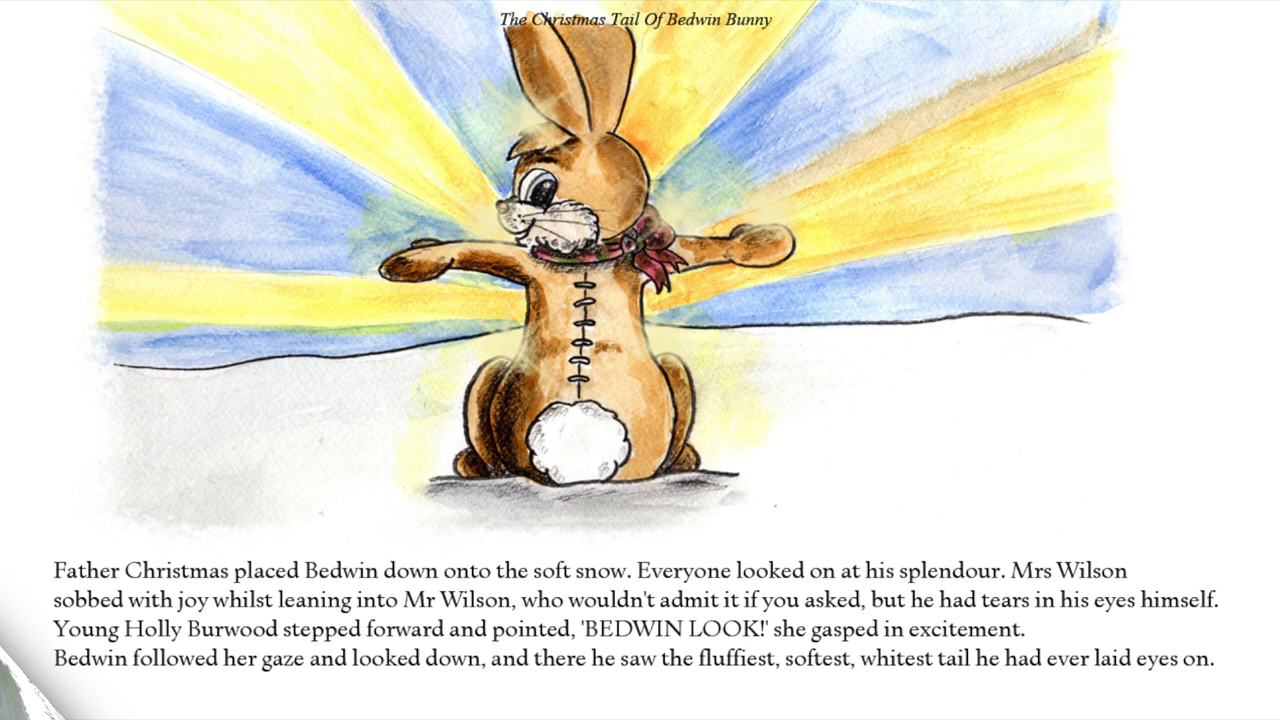 The Christmas Tail Of Bedwin Bunny
Father Christmas placed Bedwin down onto the soft snow. Everyone looked on at his splendour. Mrs Wilson
sobbed with joy whilst leaning into Mr Wilson, who wouldn't admit it if you asked, but he had tears in his eyes himself.
Young Holly Burwood stepped forward and pointed, 'BEDWIN LOOK!' she gasped in excitement.
Bedwin followed her gaze and looked down, and there he saw the fluffiest, softest, whitest tail he had ever laid eyes on.